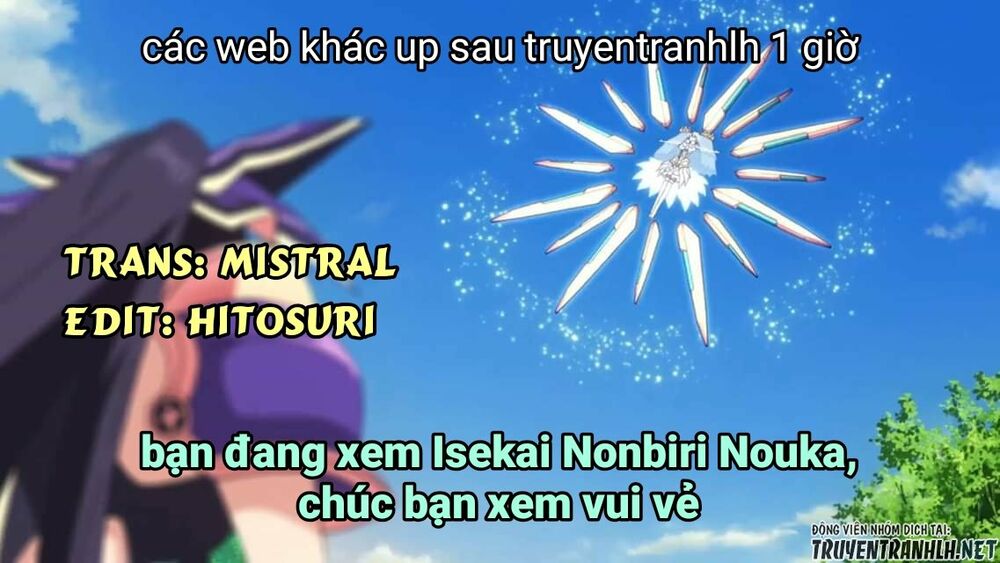 các web khác up sau truyentranhlh 1 giờ
TRANS: MISTRAL
EDIT: HITOSURI
bạn đang xem Isekai Nonbiri Nouka,
chúc bạn xem vui vẻ
ĐỘNG VIÊN NHÓM DỊCH TẠI:
TRUYENTRANHLH.NET